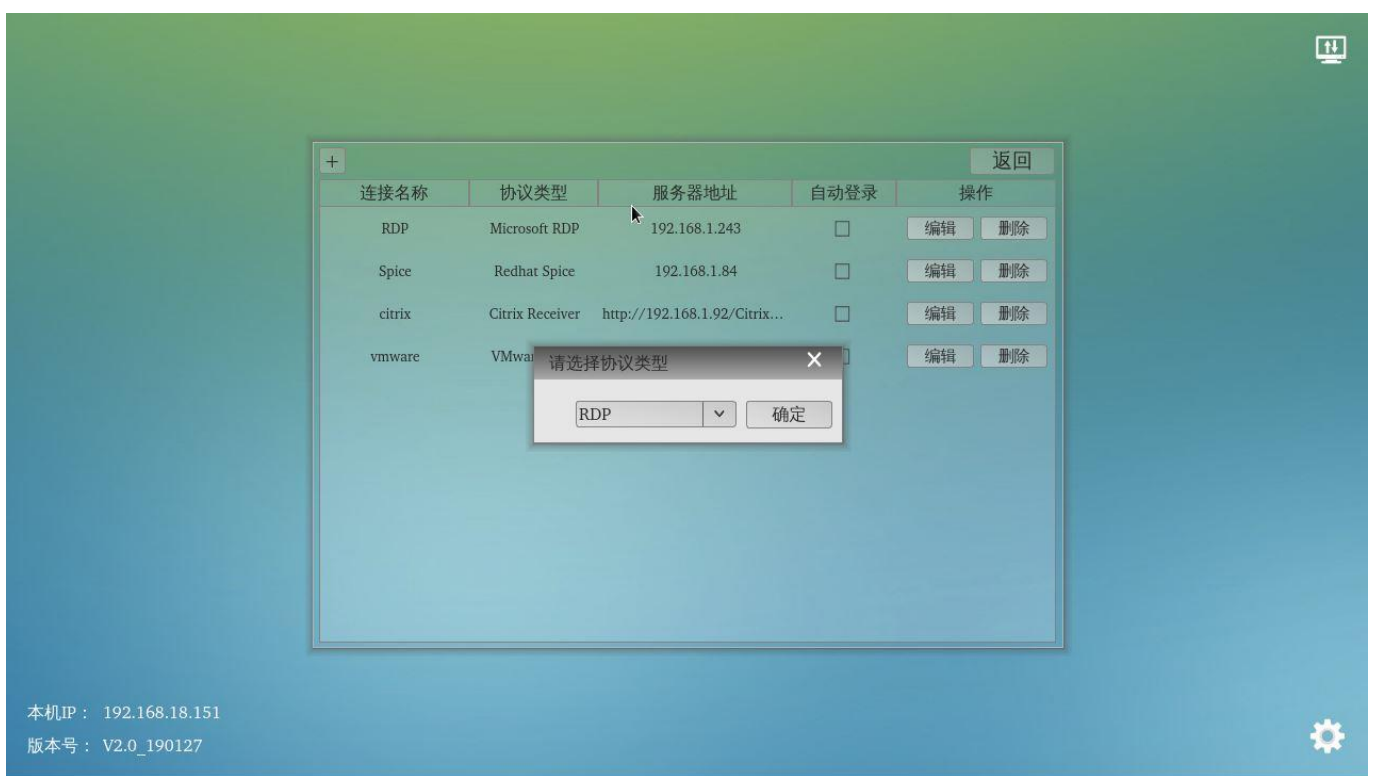 + 返回
连接名称 协议类型 服务器地址 自动登录 操作
RDP Microsoft RDP 192.168.1.243 编辑 删除
Spice Redhat Spice 192.168.1.84 编辑 删除
citrix Citrix Receiver http://192.168.1.92/Citrix... 编辑 删除
vmware 编辑 删除
请选择协议类型
RDP 确定
本机IP： 192.168.18.151
版本号： V2.0_190127